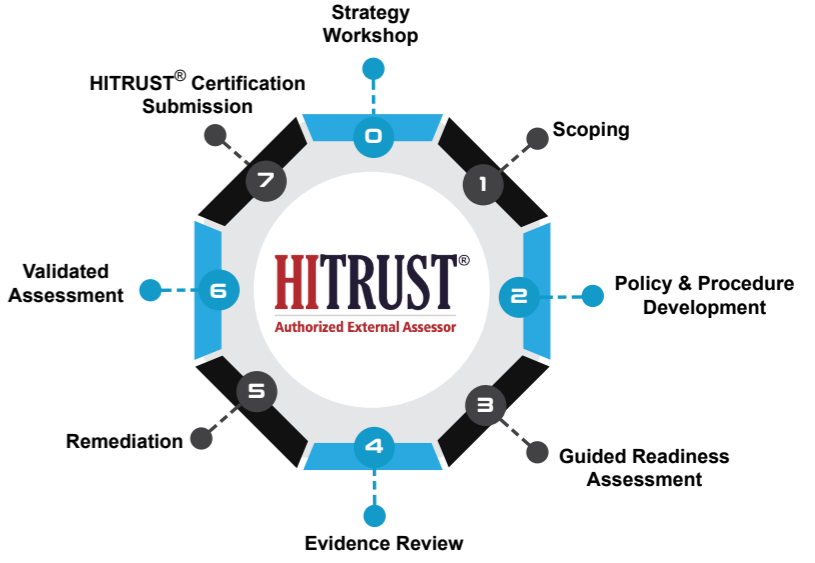 Strategy
Workshop
0
Scoping
1
Policy & Procedure
Development
2
Guided Readiness
Assessment
3
Evidence Review
4
Remediation
5
Validated
Assessment
6
HITRUST® Certification
Submission
7
HITRUST®
Authorized External Assessor